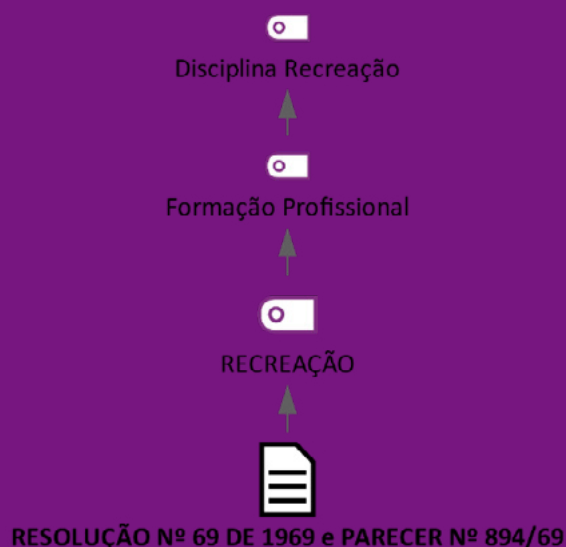 Disciplina Recreação
Formação Profissional
RECREAÇÃO
RESOLUÇÃO Nº 69 DE 1969 e PARECER Nº 894/69